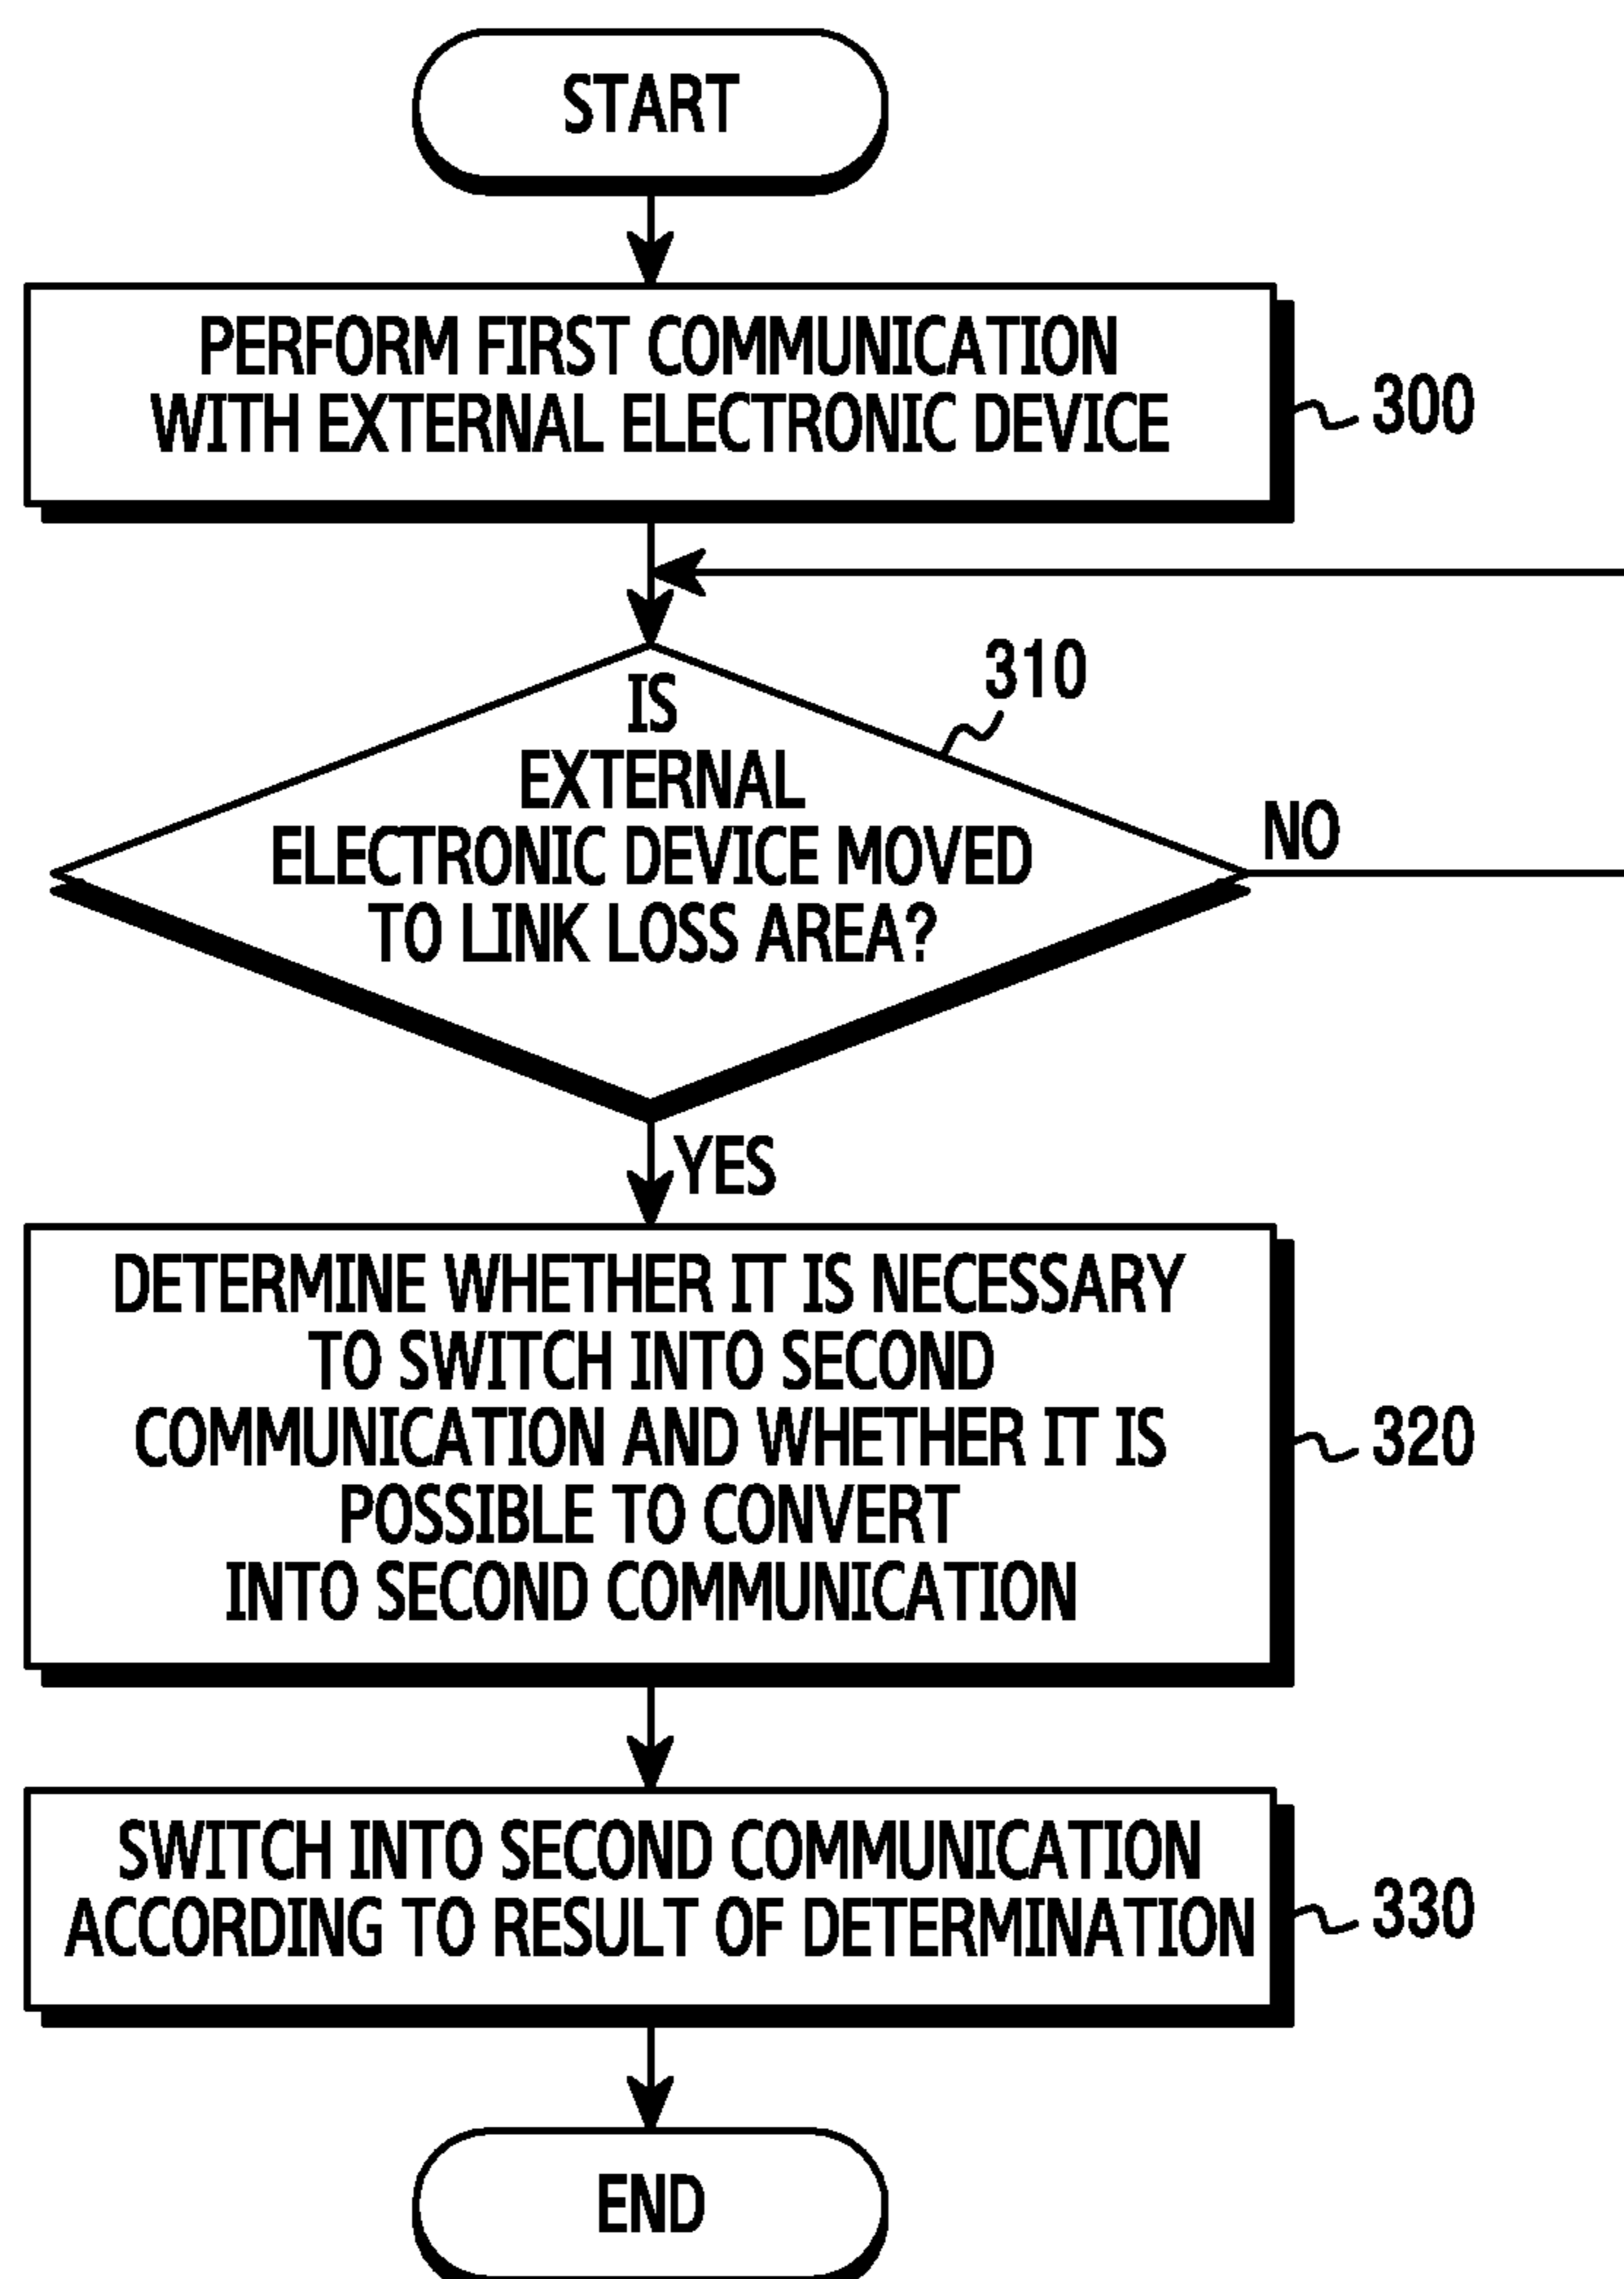 START
PERFORM FIRST COMMUNICATION
WITH EXTERNAL ELECTRONIC DEVICE
300
310
IS
EXTERNAL
ELECTRONIC DEVICE MOVED
TO LINK LOSS AREA?
NO
YES
DETERMINE WHETHER IT IS NECESSARY
TO SWITCH INTO SECOND
COMMUNICATION AND WHETHER IT IS
POSSIBLE TO CONVERT
INTO SECOND COMMUNICATION
320
SWITCH INTO SECOND COMMUNICATION
ACCORDING TO RESULT OF DETERMINATION
330
END